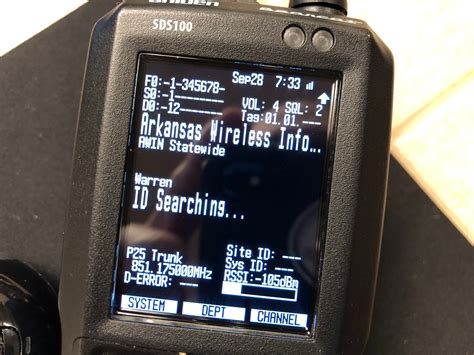 Uniden
SDS100
Sep28 7:33
F0:-1-345678-
S0:-1--------
D0:-12------- VOL: 4 SQL: 2
Tag:01.01.---
Arkansas Wireless Info...
AWIN Statewide
Warren
ID Searching...
Site ID: ---
P25 Trunk Sys ID: ---
851.175000MHz RSSI:-105dBm
D-ERROR: ---
SYSTEM DEPT CHANNEL